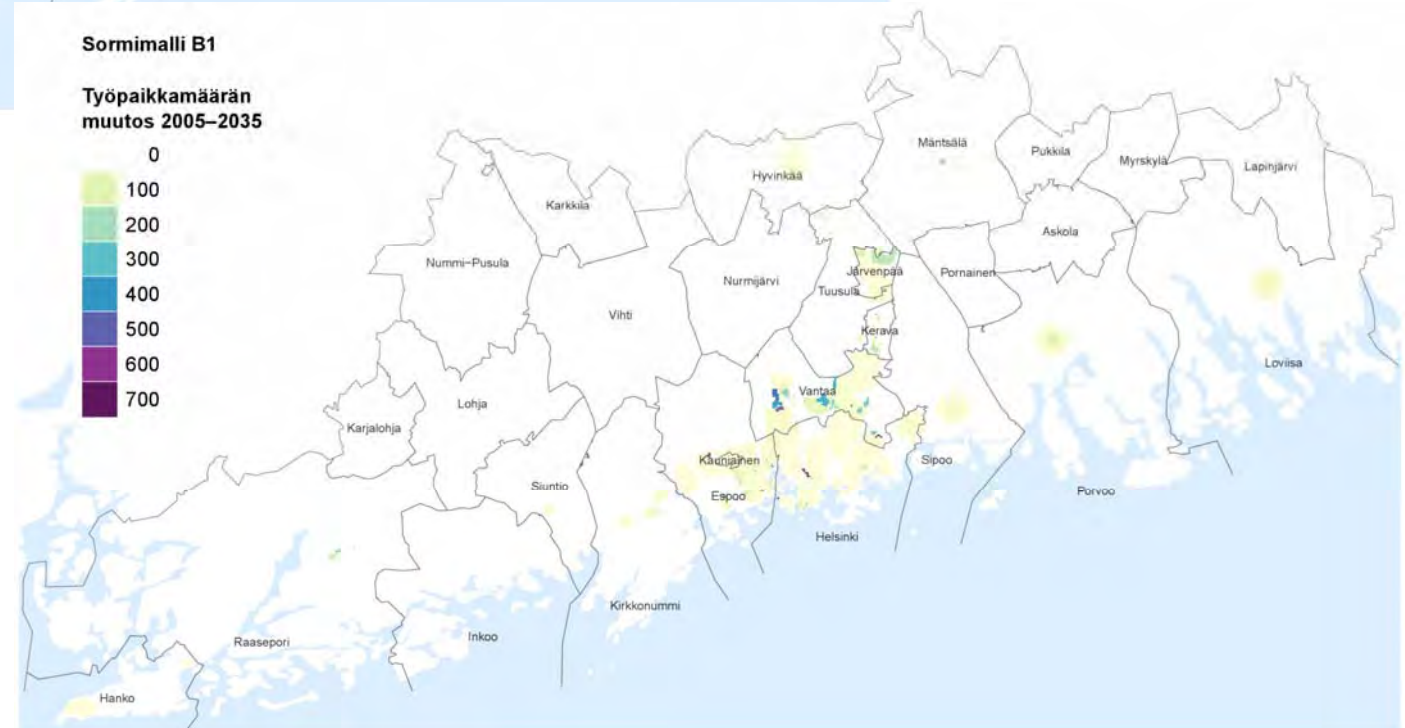 Sormimalli B1
Työpaikkamäärän
muutos 2005–2035
0
100
200
300
400
500
600
700
Mäntsälä
Pukkila
Myrskylä
Lapinjärvi
Hyvinkää
Karkkila
Askola
Nummi–Pusula
Järvenpää
Pornainen
Nurmijärvi
Tuusula
Vihti
Kerava
Loviisa
Vantaa
Lohja
Karjalohja
Kauniainen
Sipoo
Siuntio
Espoo
Porvoo
Helsinki
Kirkkonummi
Inkoo
Raasepori
Hanko